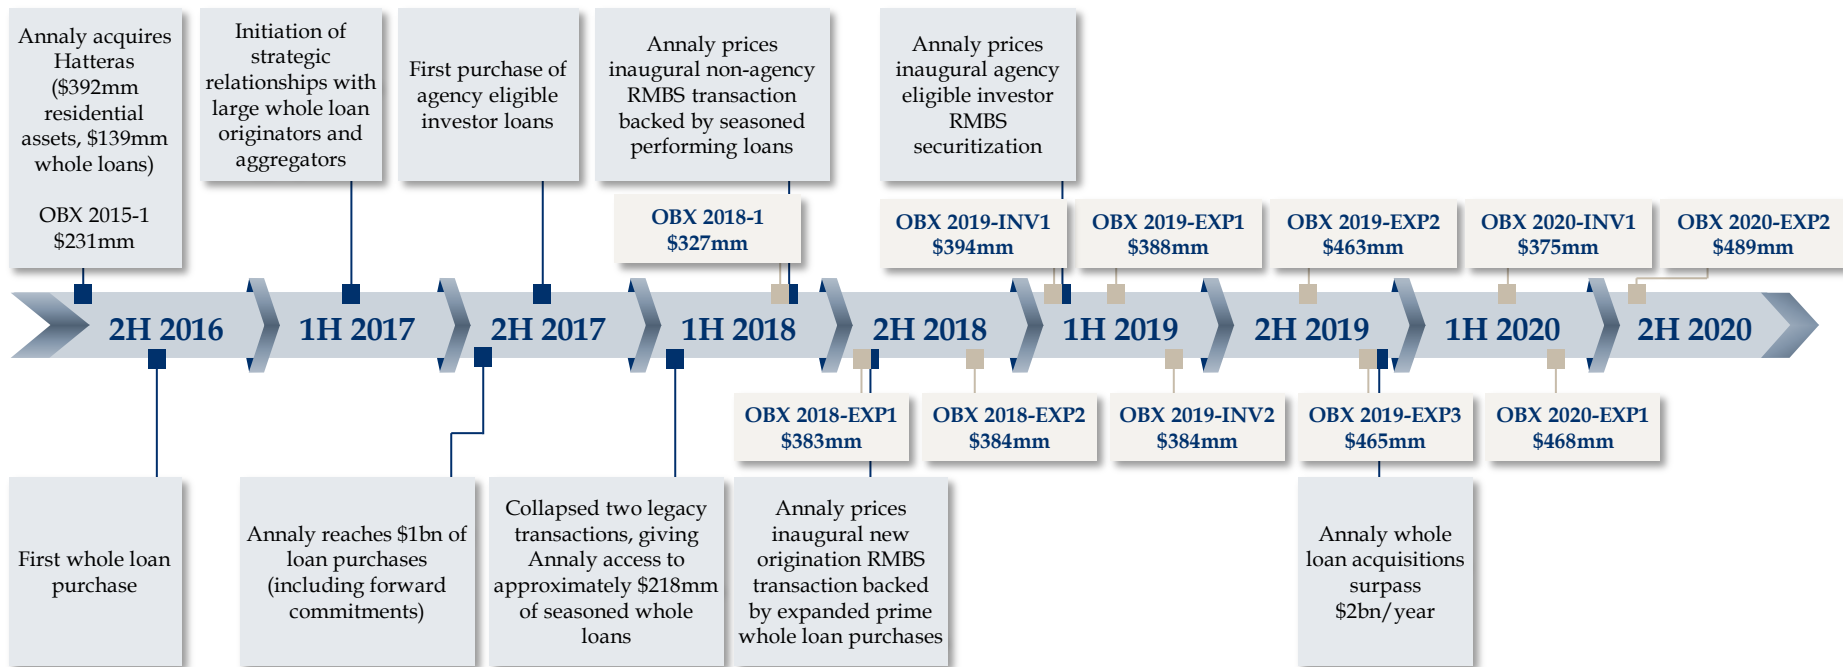 Annaly acquires
Hatteras
($392mm
residential
assets, $139mm
whole loans)
OBX 2015-1
$231mm
Initiation of
strategic
relationships with
large whole loan
originators and
aggregators
First purchase of
agency eligible
investor loans
Annaly prices
inaugural non-agency
RMBS transaction
backed by seasoned
performing loans
Annaly prices
inaugural agency
eligible investor
RMBS
securitization
OBX 2018-1
$327mm
OBX 2019-INV1
$394mm
OBX 2019-EXP1
$388mm
OBX 2019-EXP2
$463mm
OBX 2020-INV1
$375mm
OBX 2020-EXP2
$489mm
2H 2016
1H 2017
2H 2017
1H 2018
2H 2018
1H 2019
2H 2019
1H 2020
2H 2020
OBX 2018-EXP1
$383mm
OBX 2018-EXP2
$384mm
OBX 2019-INV2
$384mm
OBX 2019-EXP3
$465mm
OBX 2020-EXP1
$468mm
First whole loan
purchase
Annaly reaches $1bn of
loan purchases
(including forward
commitments)
Collapsed two legacy
transactions, giving
Annaly access to
approximately $218mm
of seasoned whole
loans
Annaly prices
inaugural new
origination RMBS
transaction backed
by expanded prime
whole loan purchases
Annaly whole
loan acquisitions
surpass
$2bn/year